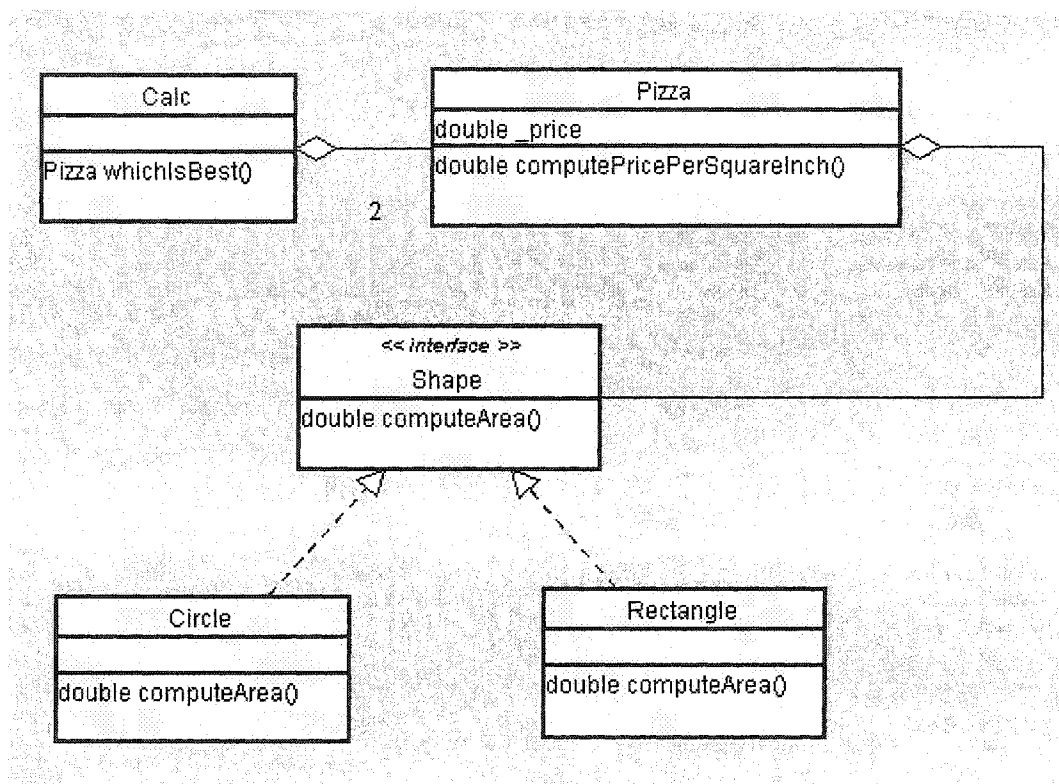 Calc
Pizza whichIsBest()
2
Pizza
double _price
double computePricePerSquareInch()
<< interface >>
Shape
double computeArea()
Circle
double computeArea()
Rectangle
double computeArea()